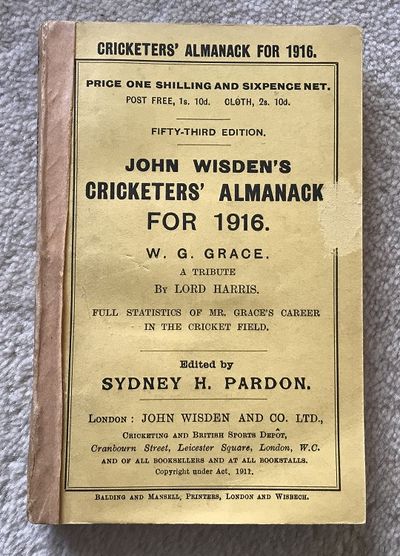 CRICKETERS' ALMANACK FOR 1916.
PRICE ONE SHILLING AND SIXPENCE NET.
POST FREE, 1s. 10d. CLOTH, 2s. 10d.
FIFTY-THIRD EDITION.
JOHN WISDEN'S
CRICKETERS' ALMANACK
FOR 1916.
W. G. GRACE.
A TRIBUTE
By LORD HARRIS.
FULL STATISTICS OF MR. GRACE'S CAREER
IN THE CRICKET FIELD.
Edited by
SYDNEY H. PARDON.
LONDON: JOHN WISDEN AND CO. LTD.,
CRICKETING AND BRITISH SPORTS DEPÔT,
Cranbourn Street, Leicester Square, London, W.C.
AND OF ALL BOOKSELLERS AND AT ALL BOOKSTALLS.
Copyright under Act, 1911.
BALDING AND MANSELL, PRINTERS, LONDON AND WISBECH.